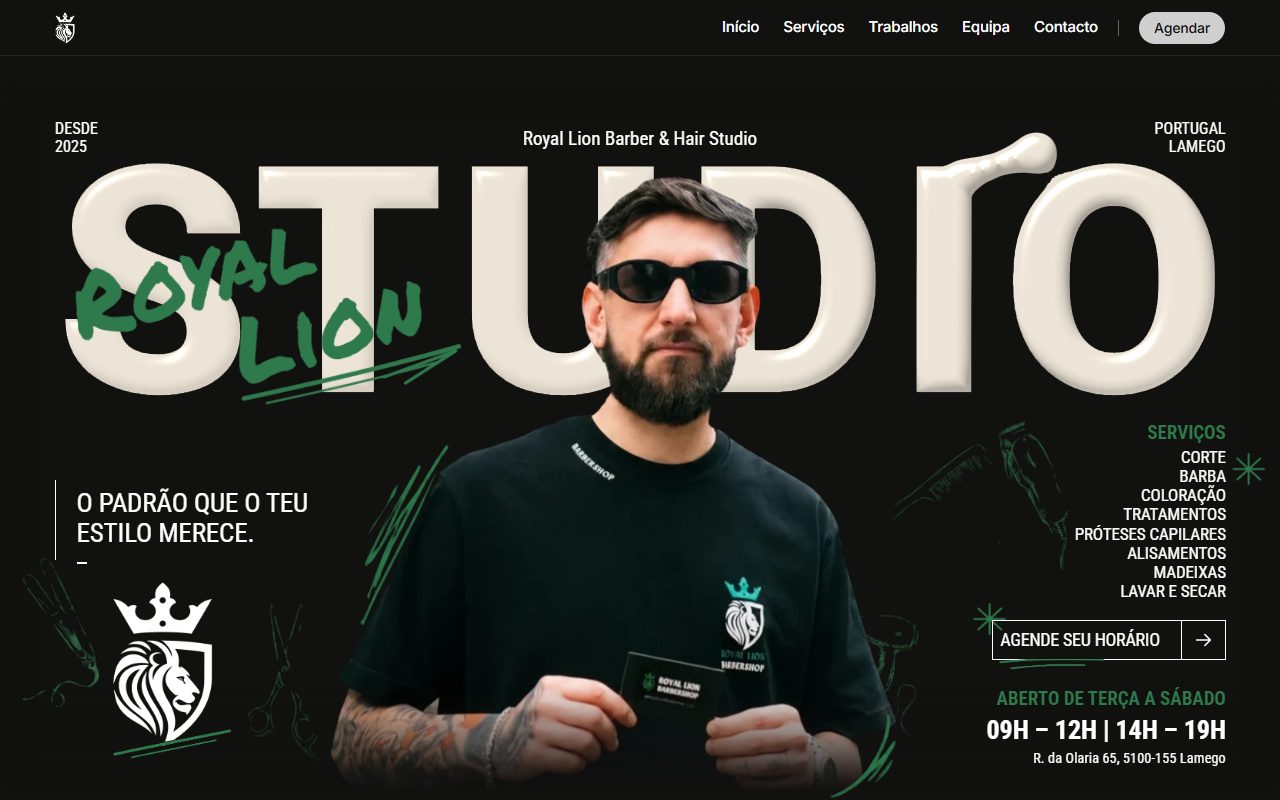 Início Serviços Trabalhos Equipa Contacto Agendar
DESDE
2025
Royal Lion Barber & Hair Studio
PORTUGAL
LAMEGO
STUDIO
ROYAL
LION
BARBERSHOP
O PADRÃO QUE O TEU
ESTILO MERECE.
ROYAL LION
BARBERSHOP
ROYAL LION
BARBERSHOP
SERVIÇOS
CORTE
BARBA
COLORAÇÃO
TRATAMENTOS
PRÓTESES CAPILARES
ALISAMENTOS
MADEIXAS
LAVAR E SECAR
AGENDE SEU HORÁRIO
ABERTO DE TERÇA A SÁBADO
09H – 12H | 14H – 19H
R. da Olaria 65, 5100-155 Lamego